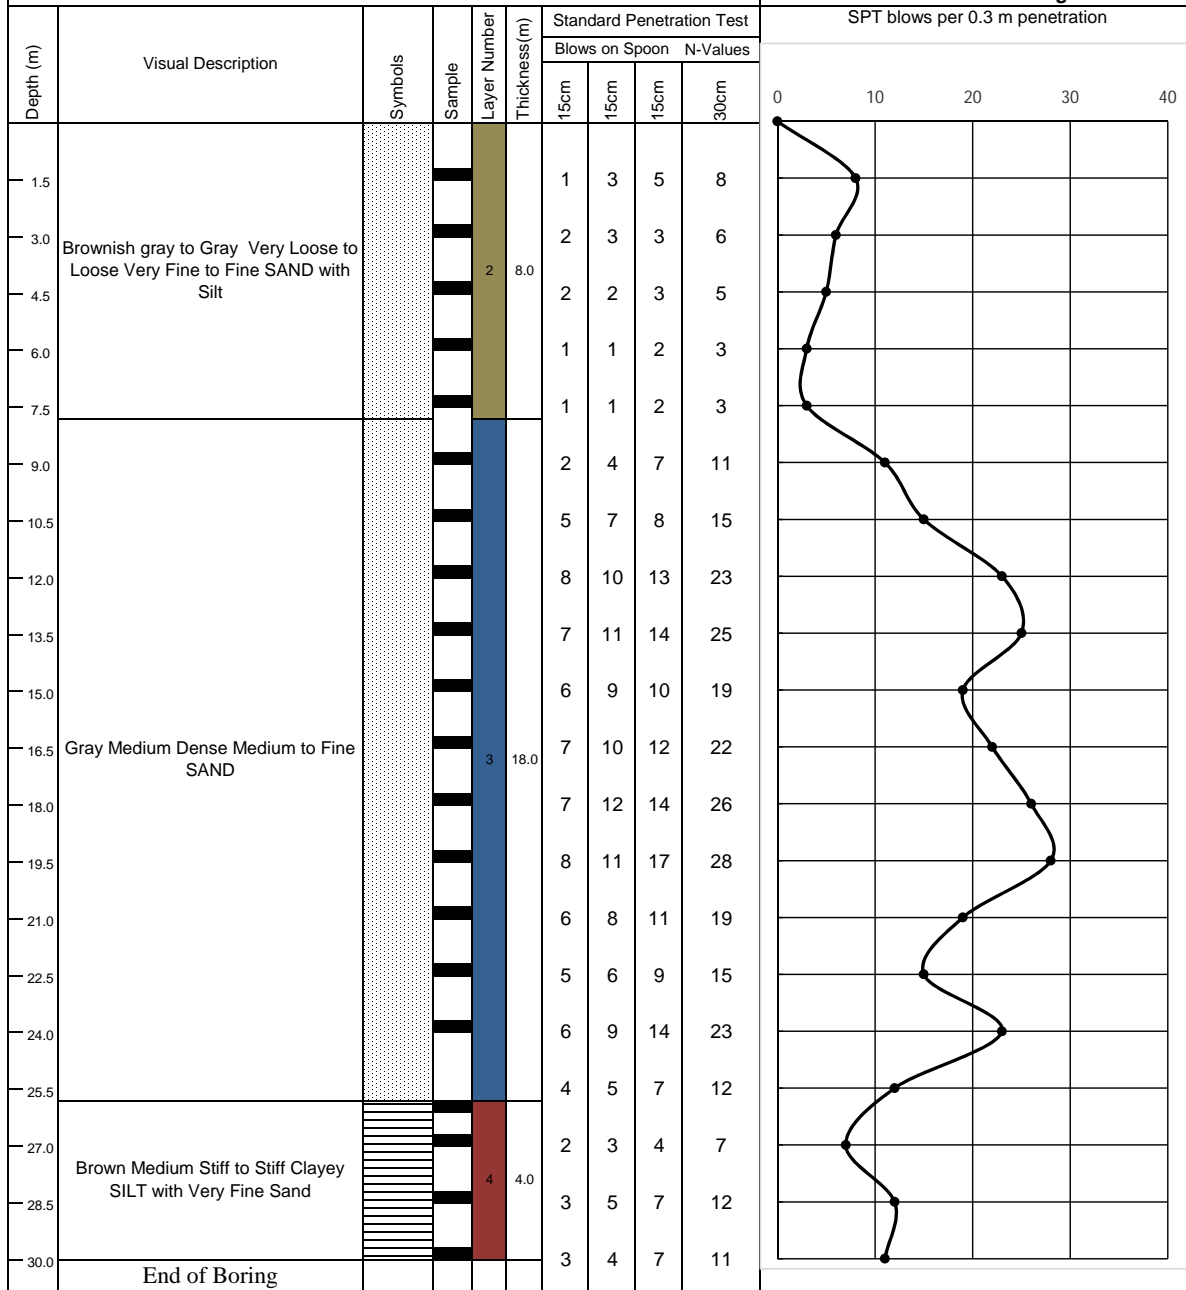 Standard Penetration Test
SPT blows per 0.3 m penetration
Depth (m)
Visual Description
Symbols
Sample
Layer Number
Thickness(m)
Blows on Spoon N-Values
15cm 15cm 15cm 30cm
0 10 20 30 40
1.5 1 3 5 8
3.0 2 3 3 6
Brownish gray to Gray Very Loose to
Loose Very Fine to Fine SAND with
Silt
2 8.0
4.5 2 2 3 5
6.0 1 1 2 3
7.5 1 1 2 3
9.0 2 4 7 11
10.5 5 7 8 15
12.0 8 10 13 23
13.5 7 11 14 25
15.0 6 9 10 19
16.5 7 10 12 22
Gray Medium Dense Medium to Fine
SAND
3 18.0
18.0 7 12 14 26
19.5 8 11 17 28
21.0 6 8 11 19
22.5 5 6 9 15
24.0 6 9 14 23
25.5 4 5 7 12
27.0 2 3 4 7
Brown Medium Stiff to Stiff Clayey
SILT with Very Fine Sand
4 4.0
28.5 3 5 7 12
30.0 3 4 7 11
End of Boring